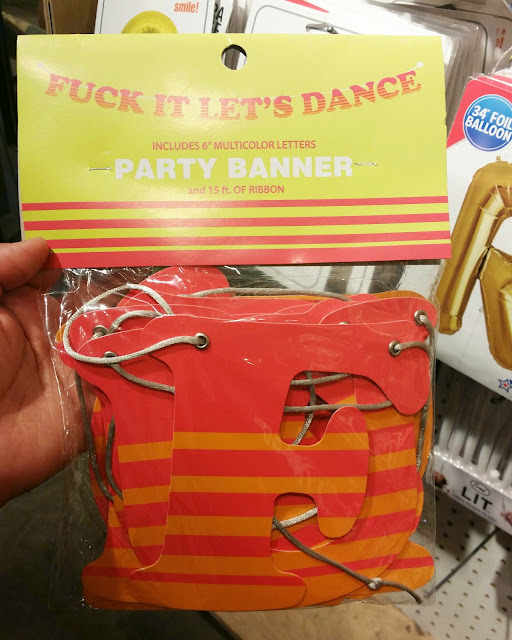 smile!
FUCK IT LET'S DANCE
INCLUDES 6" MULTICOLOR LETTERS
PARTY BANNER
and 15 ft. OF RIBBON
34" FOIL
BALLOON
F
R
LIT